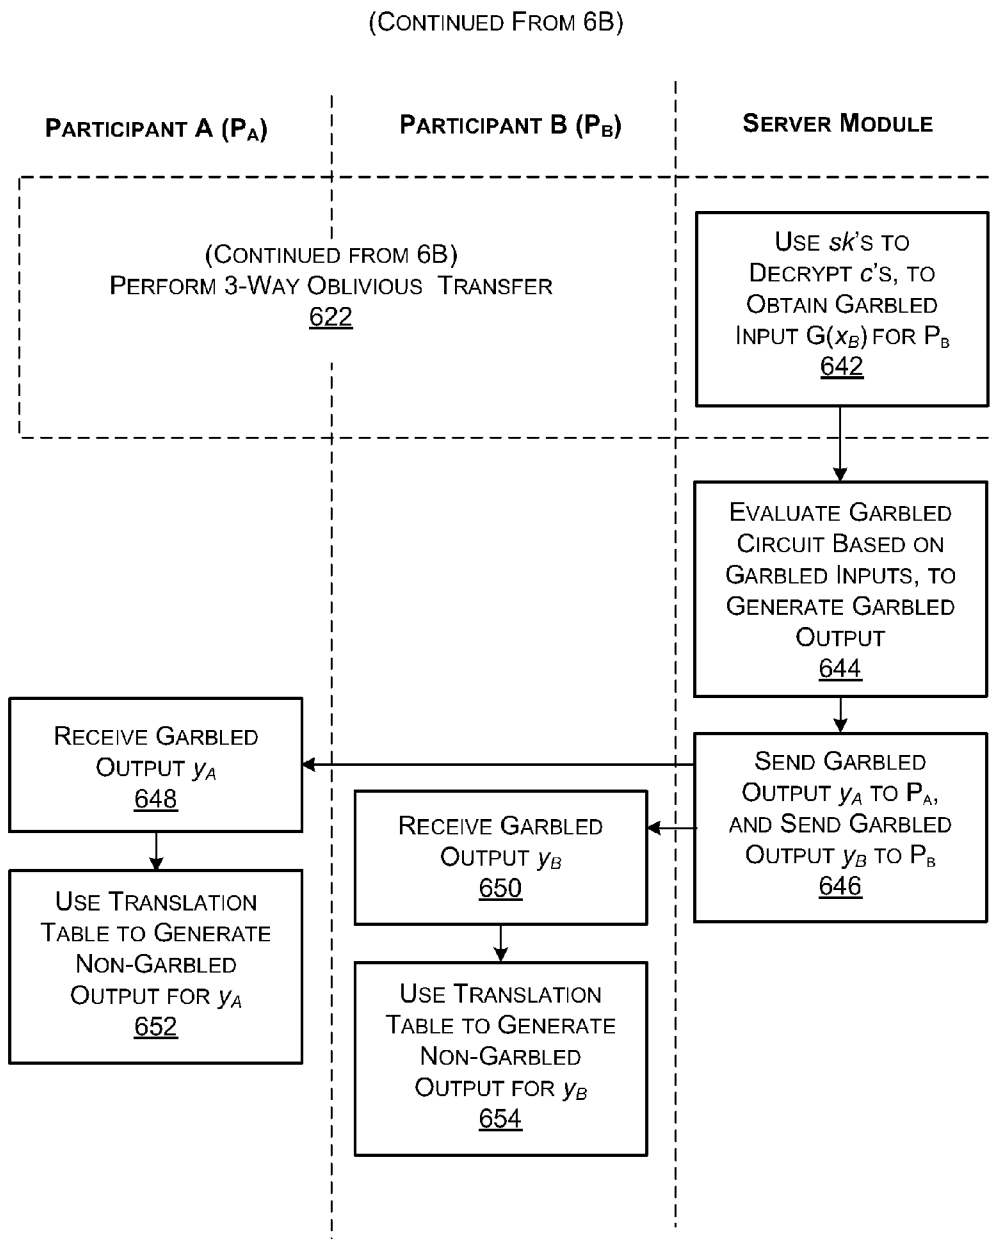 (CONTINUED FROM 6B)
PARTICIPANT A (PA)
PARTICIPANT B (PB)
SERVER MODULE
(CONTINUED FROM 6B)
PERFORM 3-WAY OBLIVIOUS TRANSFER
622
USE sk'S TO
DECRYPT c'S, TO
OBTAIN GARBLED
INPUT G(xB) FOR PB
642
EVALUATE GARBLED
CIRCUIT BASED ON
GARBLED INPUTS, TO
GENERATE GARBLED
OUTPUT
644
SEND GARBLED
OUTPUT yA TO PA,
AND SEND GARBLED
OUTPUT yB TO PB
646
RECEIVE GARBLED
OUTPUT yA
648
RECEIVE GARBLED
OUTPUT yB
650
USE TRANSLATION
TABLE TO GENERATE
NON-GARBLED
OUTPUT FOR yA
652
USE TRANSLATION
TABLE TO GENERATE
NON-GARBLED
OUTPUT FOR yB
654